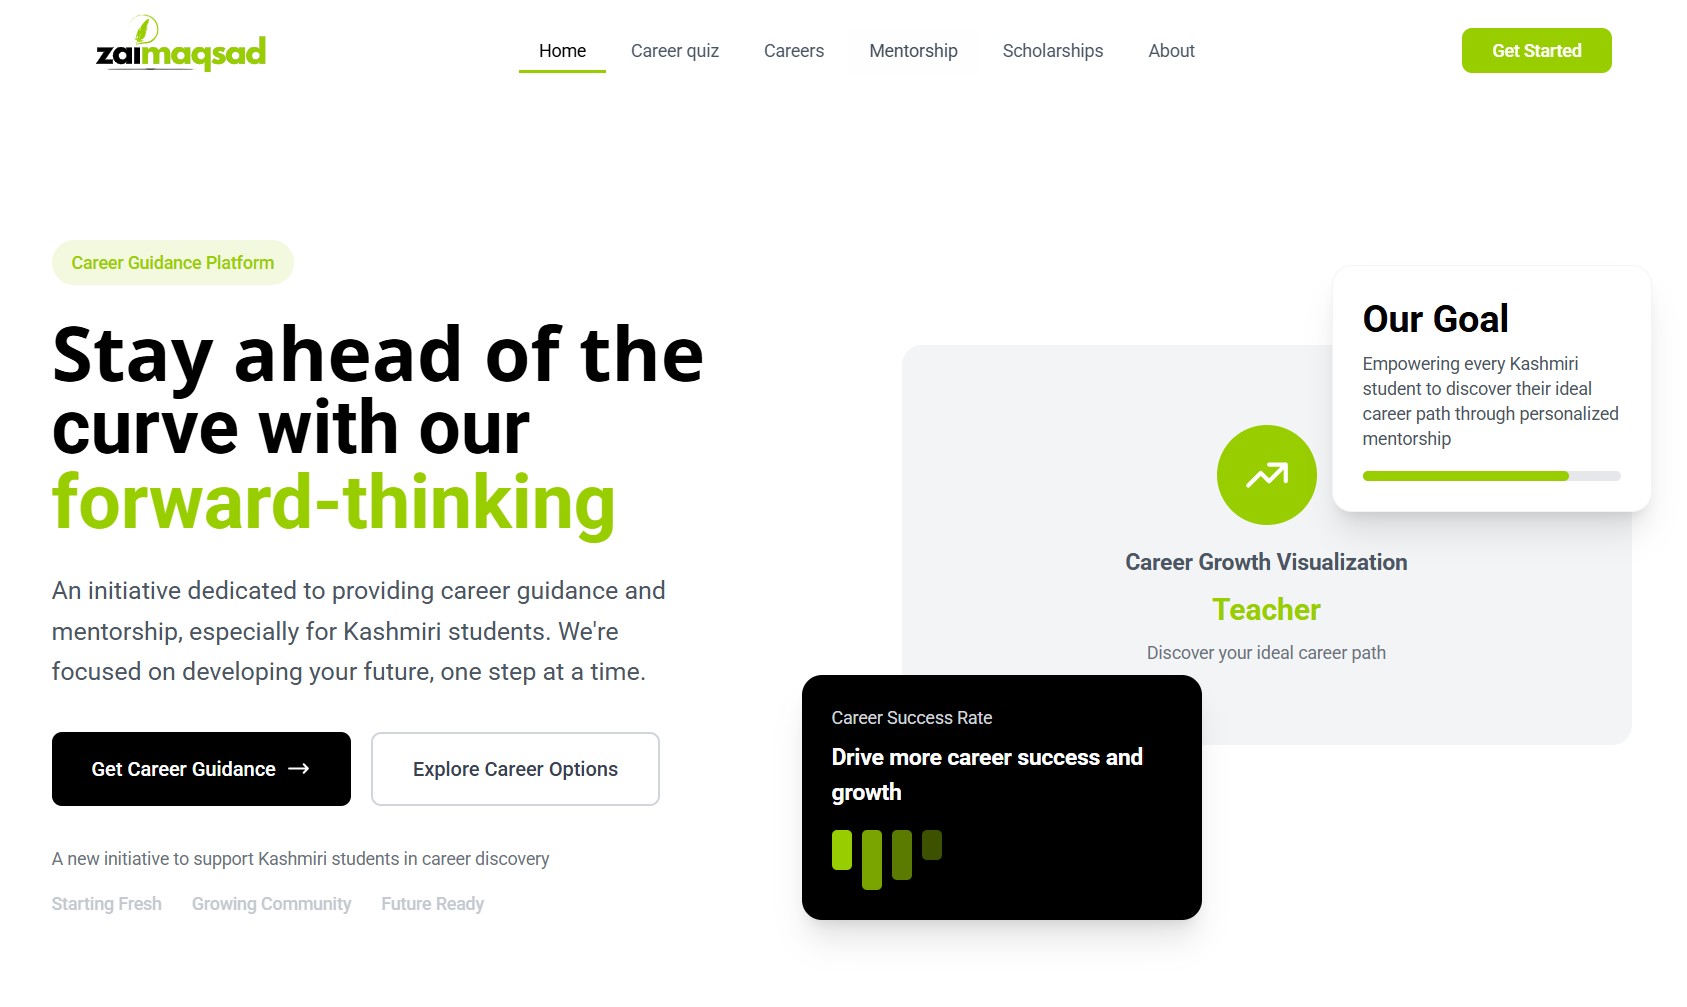 zaimaqsad
Home
Career quiz
Careers
Mentorship
Scholarships
About
Get Started
Career Guidance Platform
Stay ahead of the
curve with our
forward-thinking
An initiative dedicated to providing career guidance and
mentorship, especially for Kashmiri students. We're
focused on developing your future, one step at a time.
Get Career Guidance →
Explore Career Options
A new initiative to support Kashmiri students in career discovery
Starting Fresh
Growing Community
Future Ready
Our Goal
Empowering every Kashmiri
student to discover their ideal
career path through personalized
mentorship
Career Growth Visualization
Teacher
Discover your ideal career path
Career Success Rate
Drive more career success and
growth